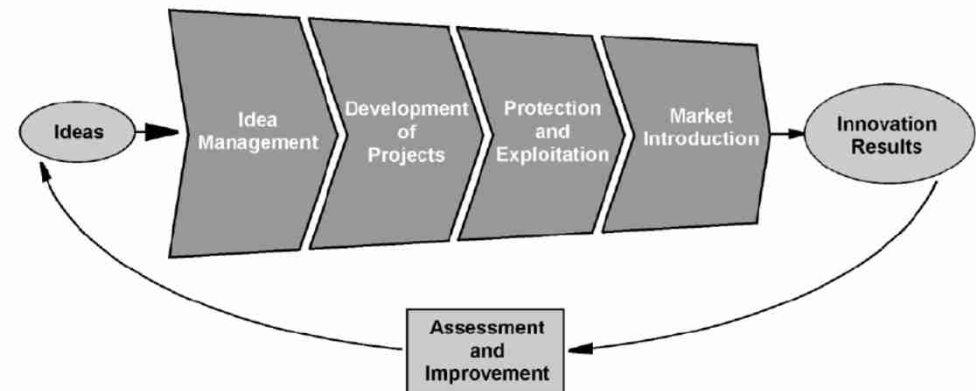 Ideas
Idea
Management
Development
of
Projects
Protection
and
Exploitation
Market
Introduction
Innovation
Results
Assessment
and
Improvement